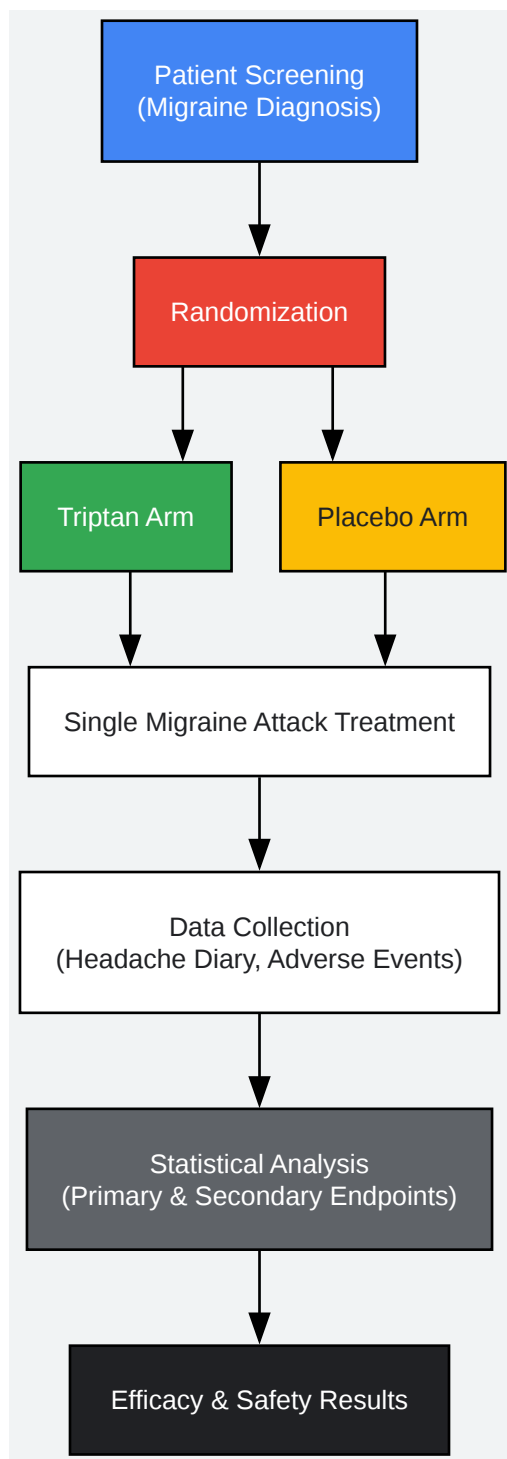 Patient Screening
(Migraine Diagnosis)
Randomization
Triptan Arm
Placebo Arm
Single Migraine Attack Treatment
Data Collection
(Headache Diary, Adverse Events)
Statistical Analysis
(Primary & Secondary Endpoints)
Efficacy & Safety Results